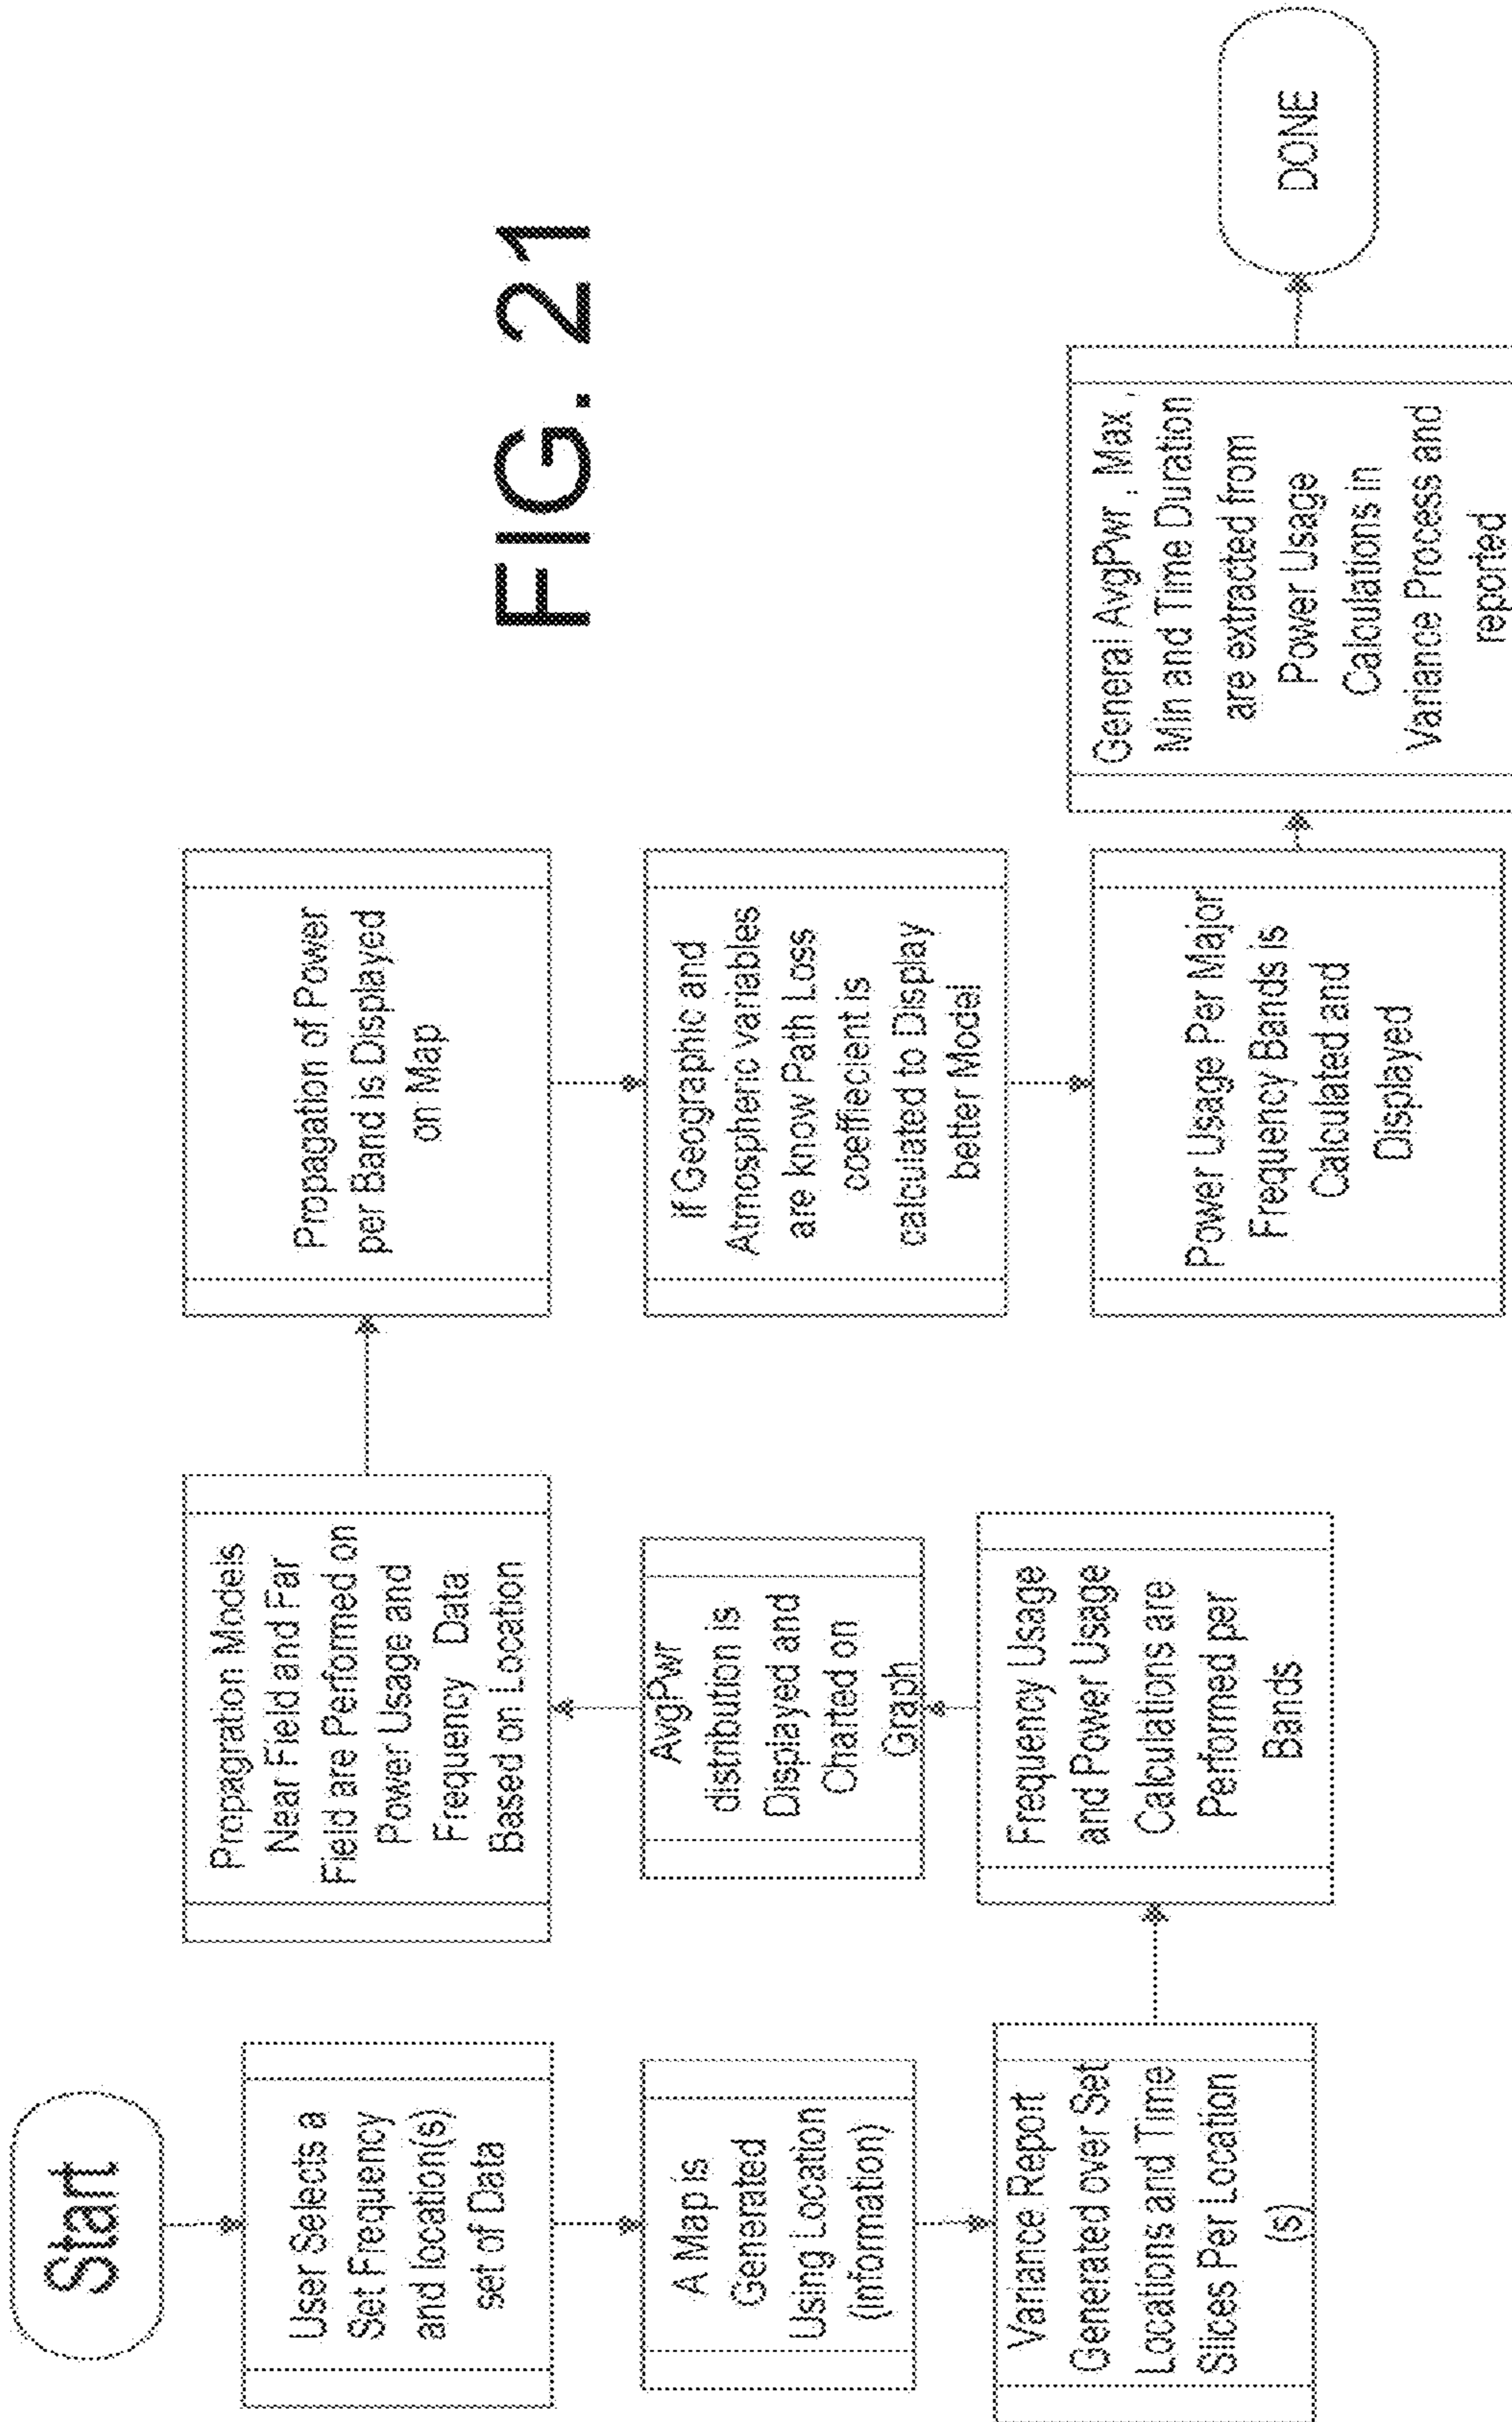 Start
User Selects a
Set Frequency
and location(s)
set of Data
A Map is
Generated
Using Location
(information)
Variance Report
Generated over Set
Locations and Time
Slices Per Location
(s)
Frequency Usage
and Power Usage
Calculations are
Performed per
Bands
AvgPwr
distribution is
Displayed and
Charted on
Graph
Propagration Models
Near Field and Far
Field are Performed on
Power Usage and
Frequency Data
Based on Location
Propagation of Power
per Band is Displayed
on Map
if Geographic and
Atmospheric variables
are know Path Loss
coeffiecient is
calculated to Display
better Model
Power Usage Per Major
Frequency Bands is
Calculated and
Displayed
General AvgPwr , Max ,
Min and Time Duration
are extracted from
Power Usage
Calculations in
Variance Process and
reported
DONE
FIG. 21